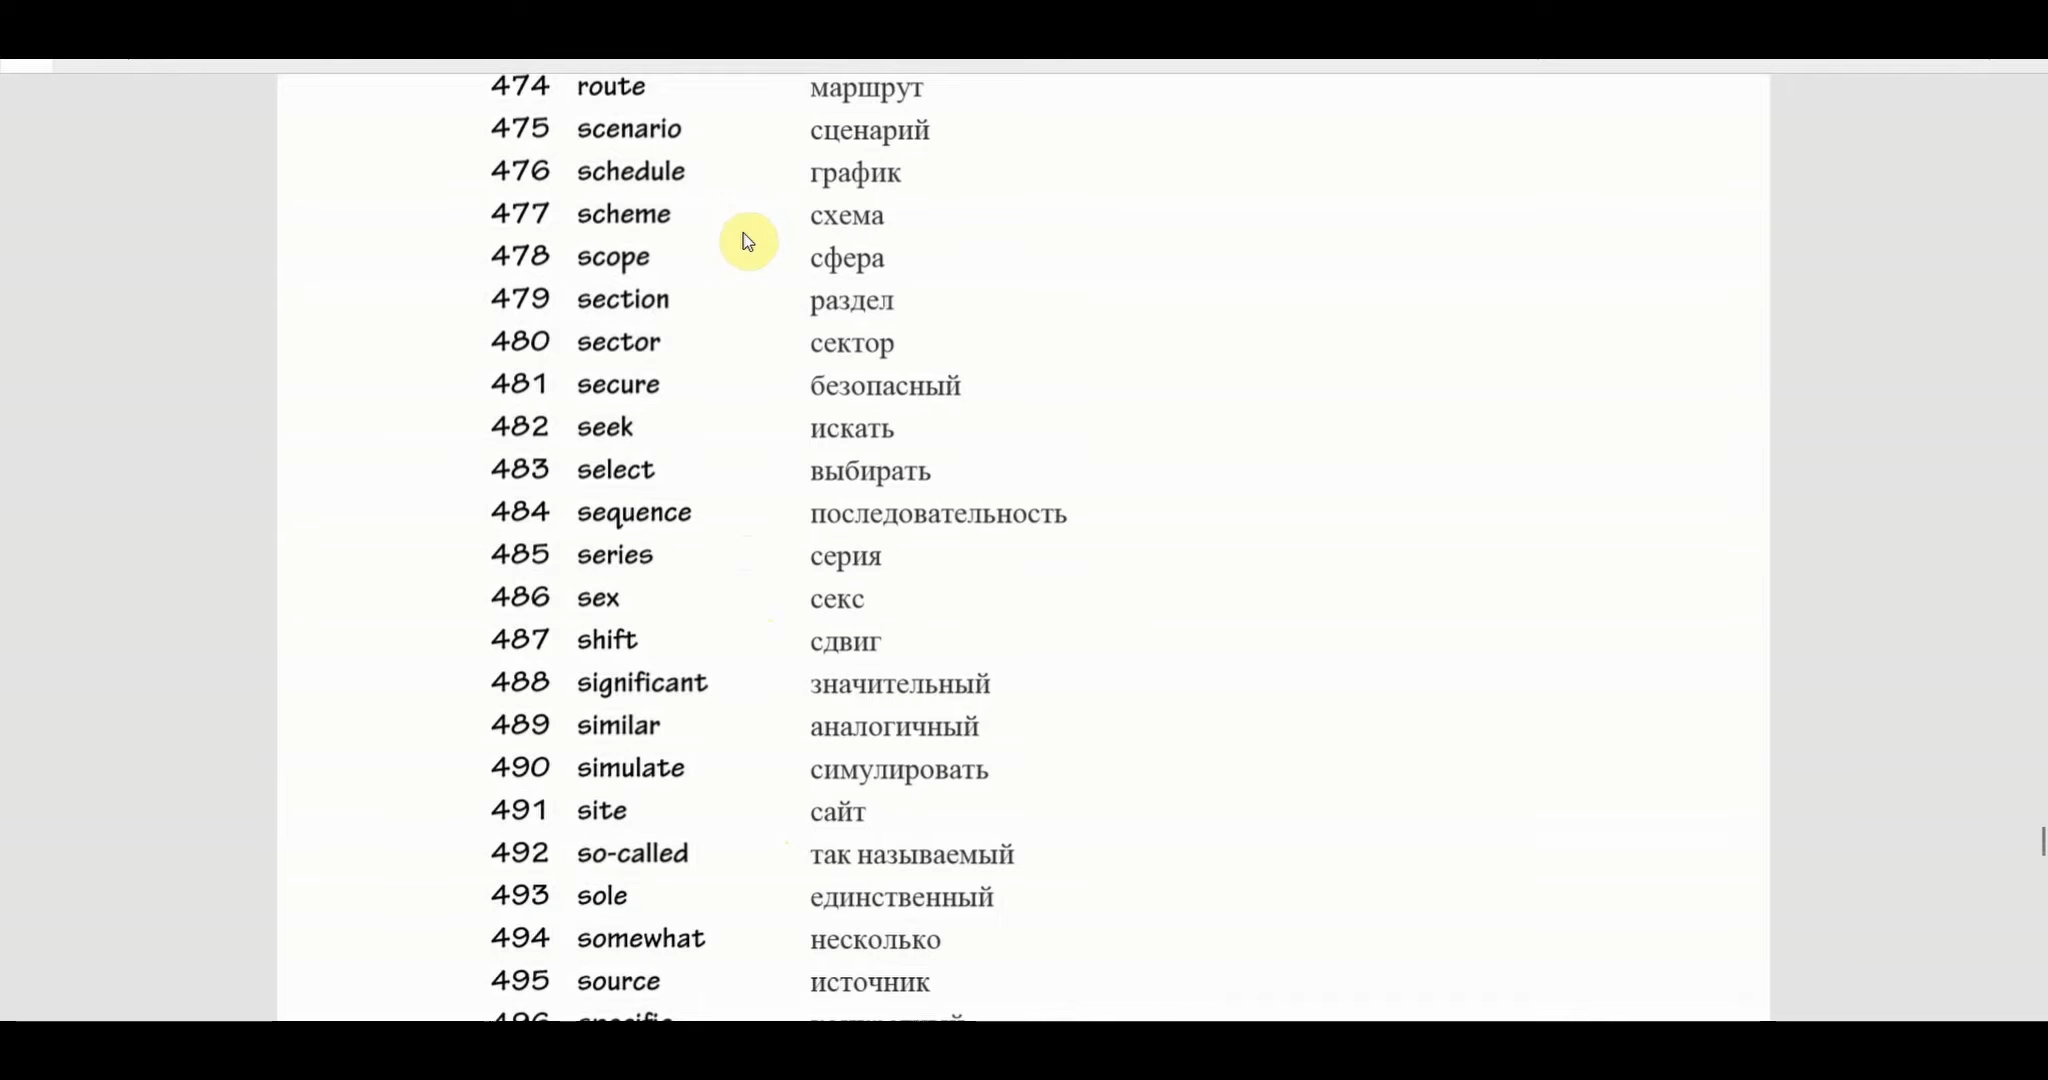 474 route маршрут
475 scenario сценарий
476 schedule график
477 scheme схема
478 scope сфера
479 section раздел
480 sector сектор
481 secure безопасный
482 seek искать
483 select выбирать
484 sequence последовательность
485 series серия
486 sex секс
487 shift сдвиг
488 significant значительный
489 similar аналогичный
490 simulate симулировать
491 site сайт
492 so-called так называемый
493 sole единственный
494 somewhat несколько
495 source источник